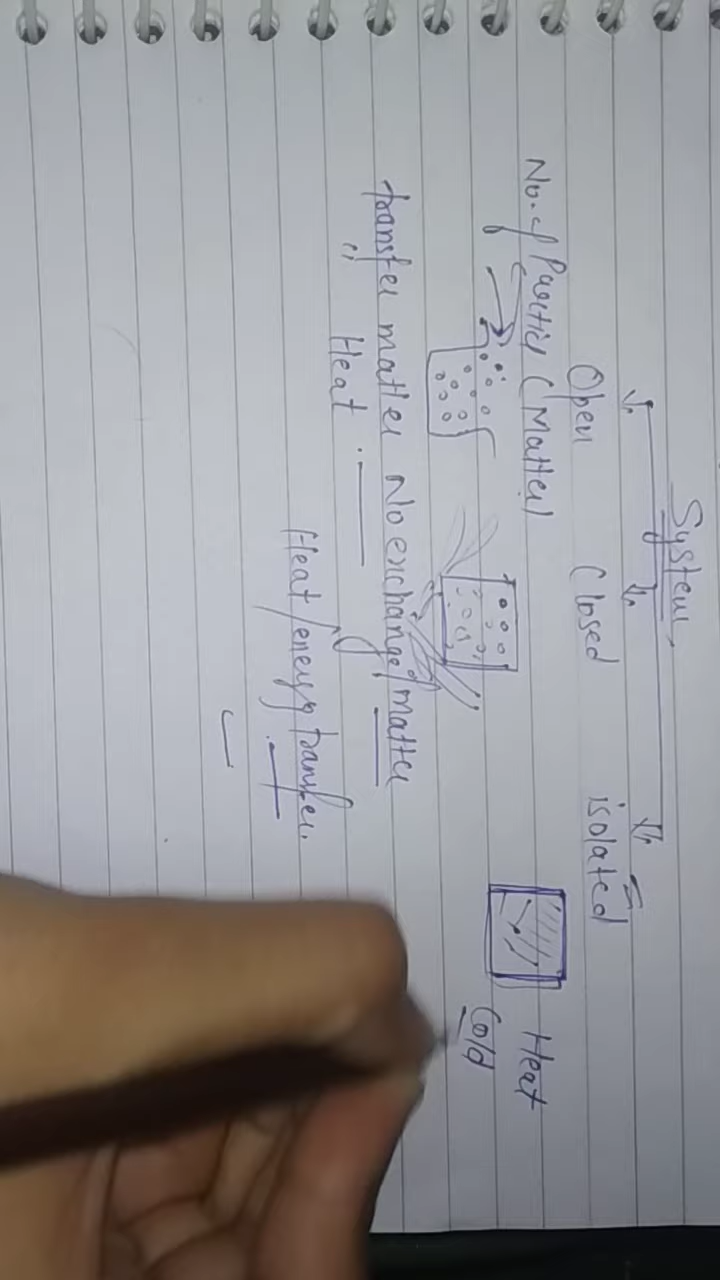 System
Open Closed isolated
No. of Particles (Matter)
Heat
Cold
transfer matter No exchange of matter
" Heat
Heat/energy transfer.